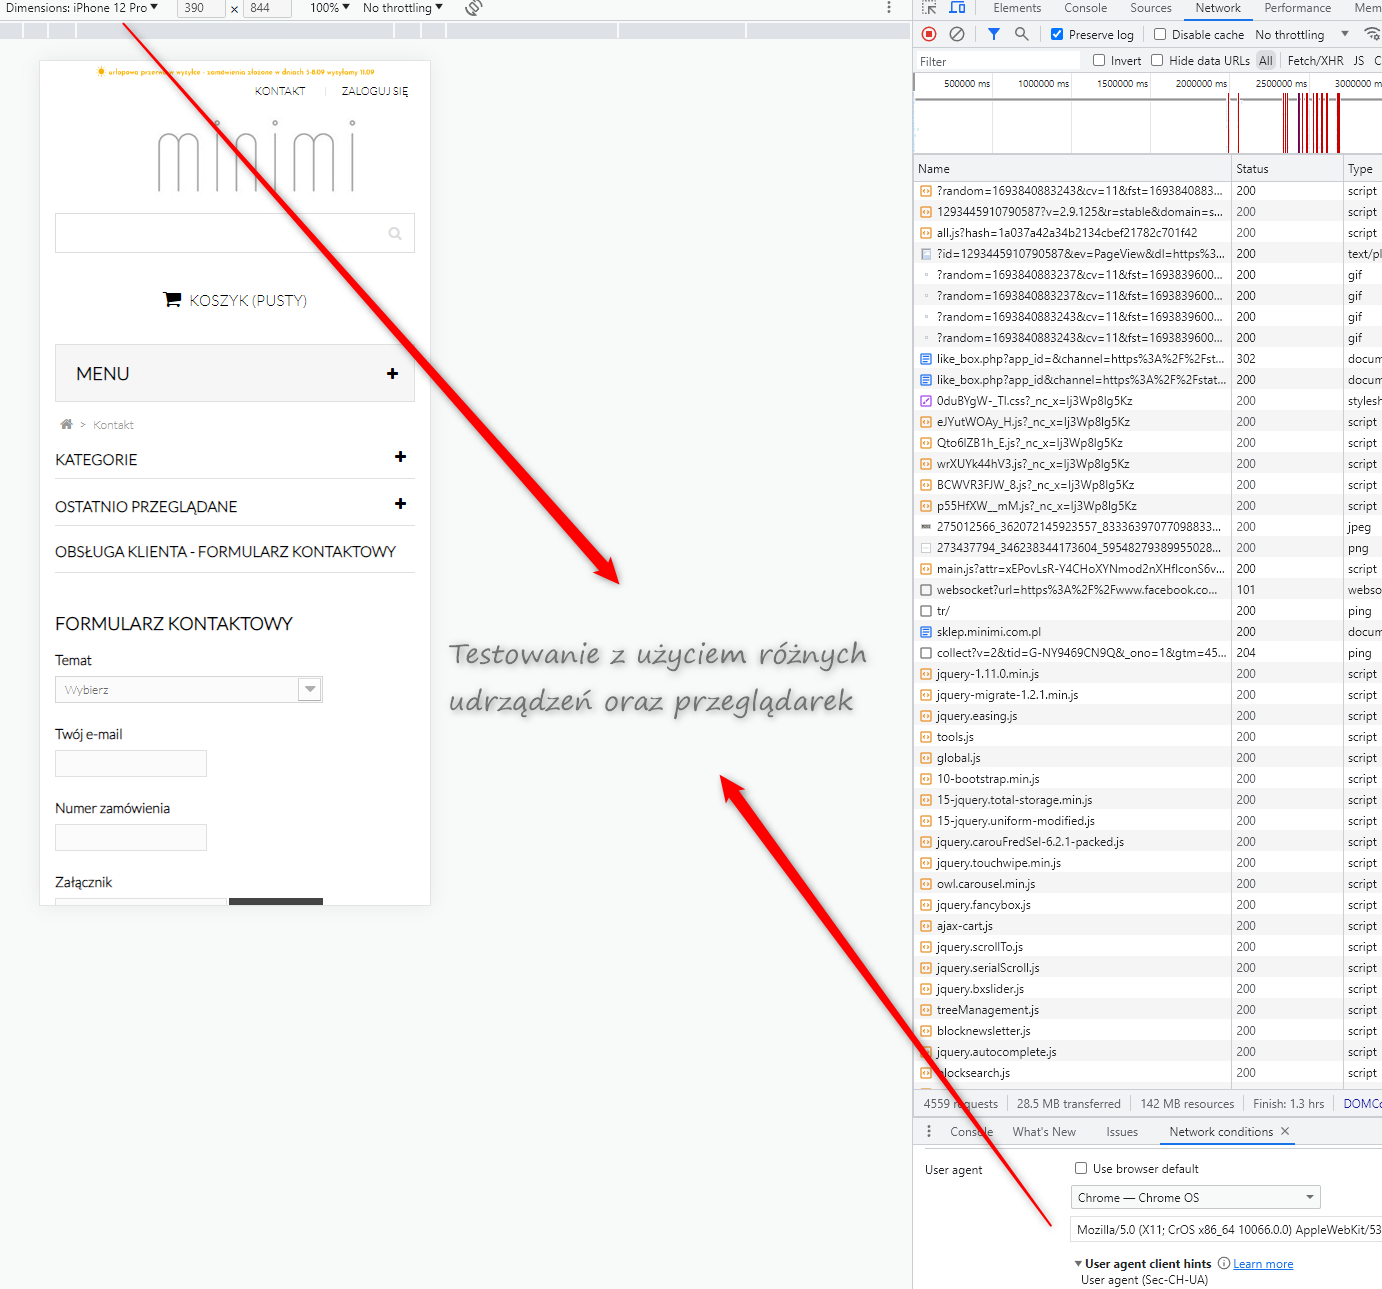 Dimensions: iPhone 12 Pro ▼ 390 × 844 100% ▼ No throttling ▼
Elements Console Sources Network Performance Mem
Preserve log Disable cache No throttling ▼
Filter Invert Hide data URLs All Fetch/XHR JS C
500000 ms 1000000 ms 1500000 ms 2000000 ms 2500000 ms 3000000 ms
urlopowa przerwa w wysyłce - zamówienia złożone w dniach 3-8.09 wysyłamy 11.09
KONTAKT ZALOGUJ SIĘ
minimi
KOSZYK (PUSTY)
MENU
> Kontakt
KATEGORIE
OSTATNIO PRZEGLĄDANE
OBSŁUGA KLIENTA - FORMULARZ KONTAKTOWY
FORMULARZ KONTAKTOWY
Temat
Wybierz
Twój e-mail
Numer zamówienia
Załącznik
Testowanie z użyciem różnych
udrządzeń oraz przeglądarek
Name Status Type
?random=1693840883243&cv=11&fst=1693840883... 200 script
1293445910790587?v=2.9.125&r=stable&domain=s... 200 script
all.js?hash=1a037a42a34b2134cbef21782c701f42 200 script
?id=1293445910790587&ev=PageView&dl=https%3... 200 text/pl
?random=1693840883237&cv=11&fst=1693839600... 200 gif
?random=1693840883237&cv=11&fst=1693839600... 200 gif
?random=1693840883243&cv=11&fst=1693839600... 200 gif
?random=1693840883243&cv=11&fst=1693839600... 200 gif
like_box.php?app_id=&channel=https%3A%2F%2Fst... 302 docum
like_box.php?app_id&channel=https%3A%2F%2Fstat... 200 docum
0duBYgW-_Tl.css?_nc_x=Ij3Wp8lg5Kz 200 stylesh
eJYutWOAy_H.js?_nc_x=Ij3Wp8lg5Kz 200 script
Qto6lZB1h_E.js?_nc_x=Ij3Wp8lg5Kz 200 script
wrXUYk44hV3.js?_nc_x=Ij3Wp8lg5Kz 200 script
BCWVR3FJW_8.js?_nc_x=Ij3Wp8lg5Kz 200 script
p55HfXW__mM.js?_nc_x=Ij3Wp8lg5Kz 200 script
275012566_362072145923557_83336397077098833... 200 jpeg
273437794_346238344173604_59548279389955028... 200 png
main.js?attr=xEPovLsR-Y4CHoXYNmod2nXHflconS6v... 200 script
websocket?url=https%3A%2F%2Fwww.facebook.co... 101 webso
tr/ 200 ping
sklep.minimi.com.pl 200 docum
collect?v=2&tid=G-NY9469CN9Q&_ono=1&gtm=45... 204 ping
jquery-1.11.0.min.js 200 script
jquery-migrate-1.2.1.min.js 200 script
jquery.easing.js 200 script
tools.js 200 script
global.js 200 script
10-bootstrap.min.js 200 script
15-jquery.total-storage.min.js 200 script
15-jquery.uniform-modified.js 200 script
jquery.carouFredSel-6.2.1-packed.js 200 script
jquery.touchwipe.min.js 200 script
owl.carousel.min.js 200 script
jquery.fancybox.js 200 script
ajax-cart.js 200 script
jquery.scrollTo.js 200 script
jquery.serialScroll.js 200 script
jquery.bxslider.js 200 script
treeManagement.js 200 script
blocknewsletter.js 200 script
jquery.autocomplete.js 200 script
blocksearch.js 200 script
4559 requests 28.5 MB transferred 142 MB resources Finish: 1.3 hrs DOMCo
Console What's New Issues Network conditions ×
User agent Use browser default
Chrome — Chrome OS
Mozilla/5.0 (X11; CrOS x86_64 10066.0.0) AppleWebKit/53
▼ User agent client hints Learn more
User agent (Sec-CH-UA)